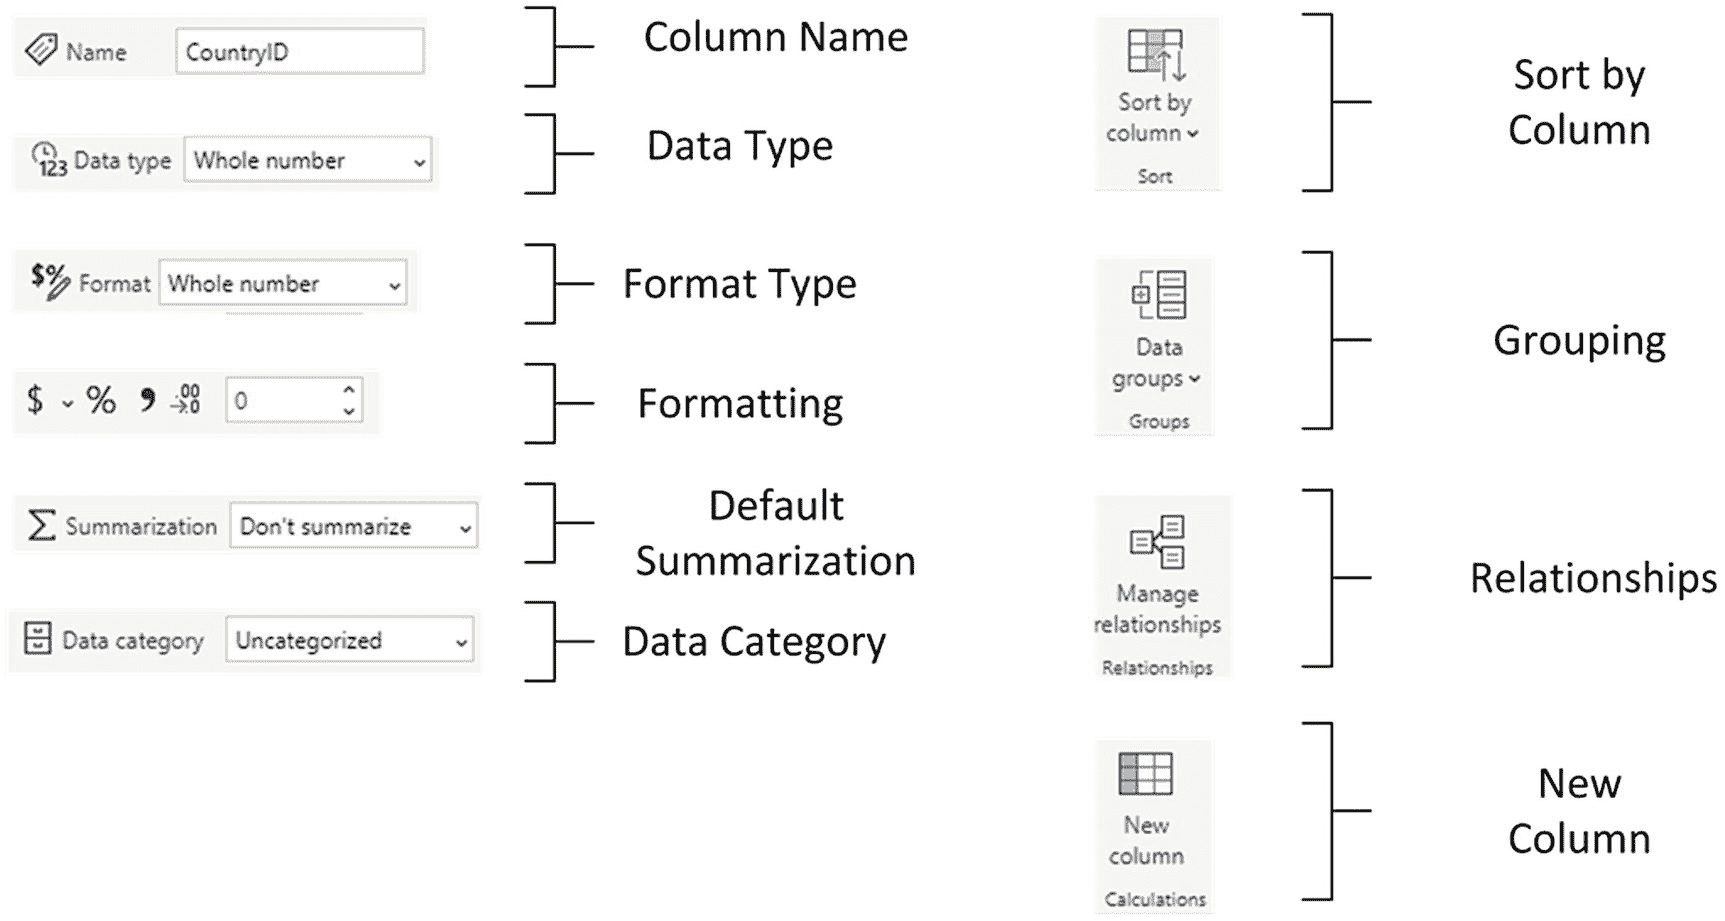 Name CountryID
Column Name
123 Data type Whole number
Data Type
$% Format Whole number
Format Type
$ % , .00 →.0 0
Formatting
Σ Summarization Don't summarize
Default
Summarization
Data category Uncategorized
Data Category
Sort by
column
Sort
Sort by
Column
Data
groups
Groups
Grouping
Manage
relationships
Relationships
Relationships
New
column
Calculations
New
Column